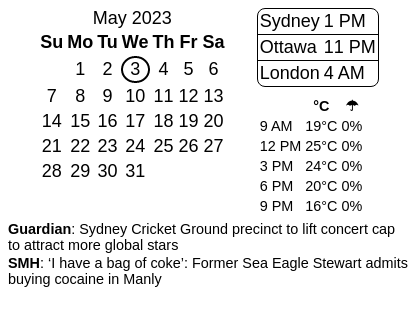 May 2023
Su Mo Tu We Th Fr Sa
1 2 3 4 5 6
7 8 9 10 11 12 13
14 15 16 17 18 19 20
21 22 23 24 25 26 27
28 29 30 31
Sydney 1 PM
Ottawa 11 PM
London 4 AM
°C ☂
9 AM 19°C 0%
12 PM 25°C 0%
3 PM 24°C 0%
6 PM 20°C 0%
9 PM 16°C 0%
Guardian: Sydney Cricket Ground precinct to lift concert cap
to attract more global stars
SMH: ‘I have a bag of coke’: Former Sea Eagle Stewart admits
buying cocaine in Manly